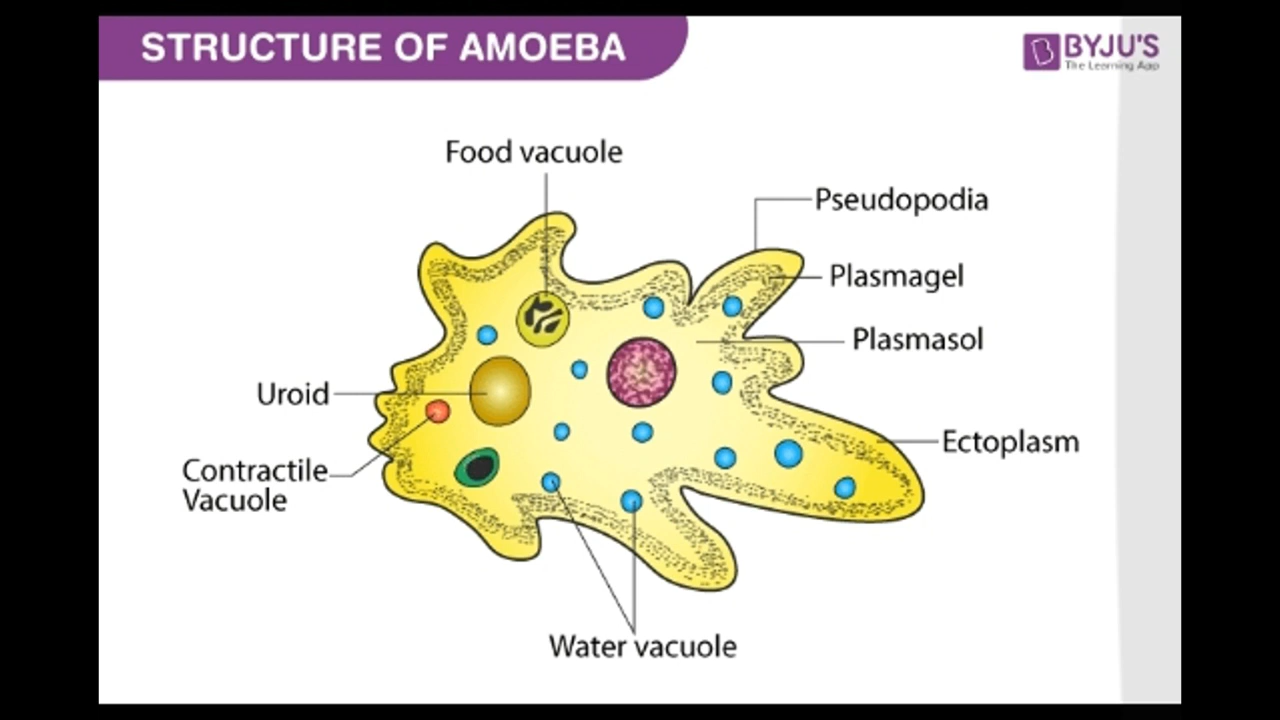 STRUCTURE OF AMOEBA
BYJU'S
The Learning App
Food vacuole
Pseudopodia
Plasmagel
Plasmasol
Uroid
Ectoplasm
Contractile
Vacuole
Water vacuole